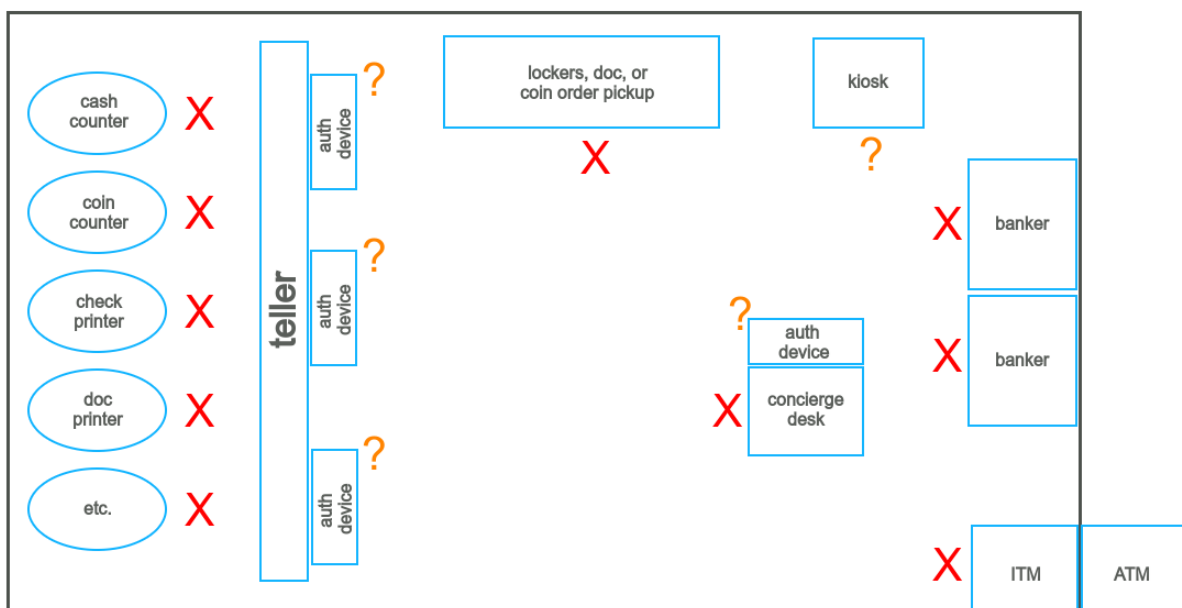 cash
counter
X
coin
counter
X
check
printer
X
doc
printer
X
etc.
X
teller
auth
device
?
auth
device
?
auth
device
?
lockers, doc, or
coin order pickup
X
kiosk
?
banker
X
banker
X
?
auth
device
concierge
desk
X
X
ITM
ATM